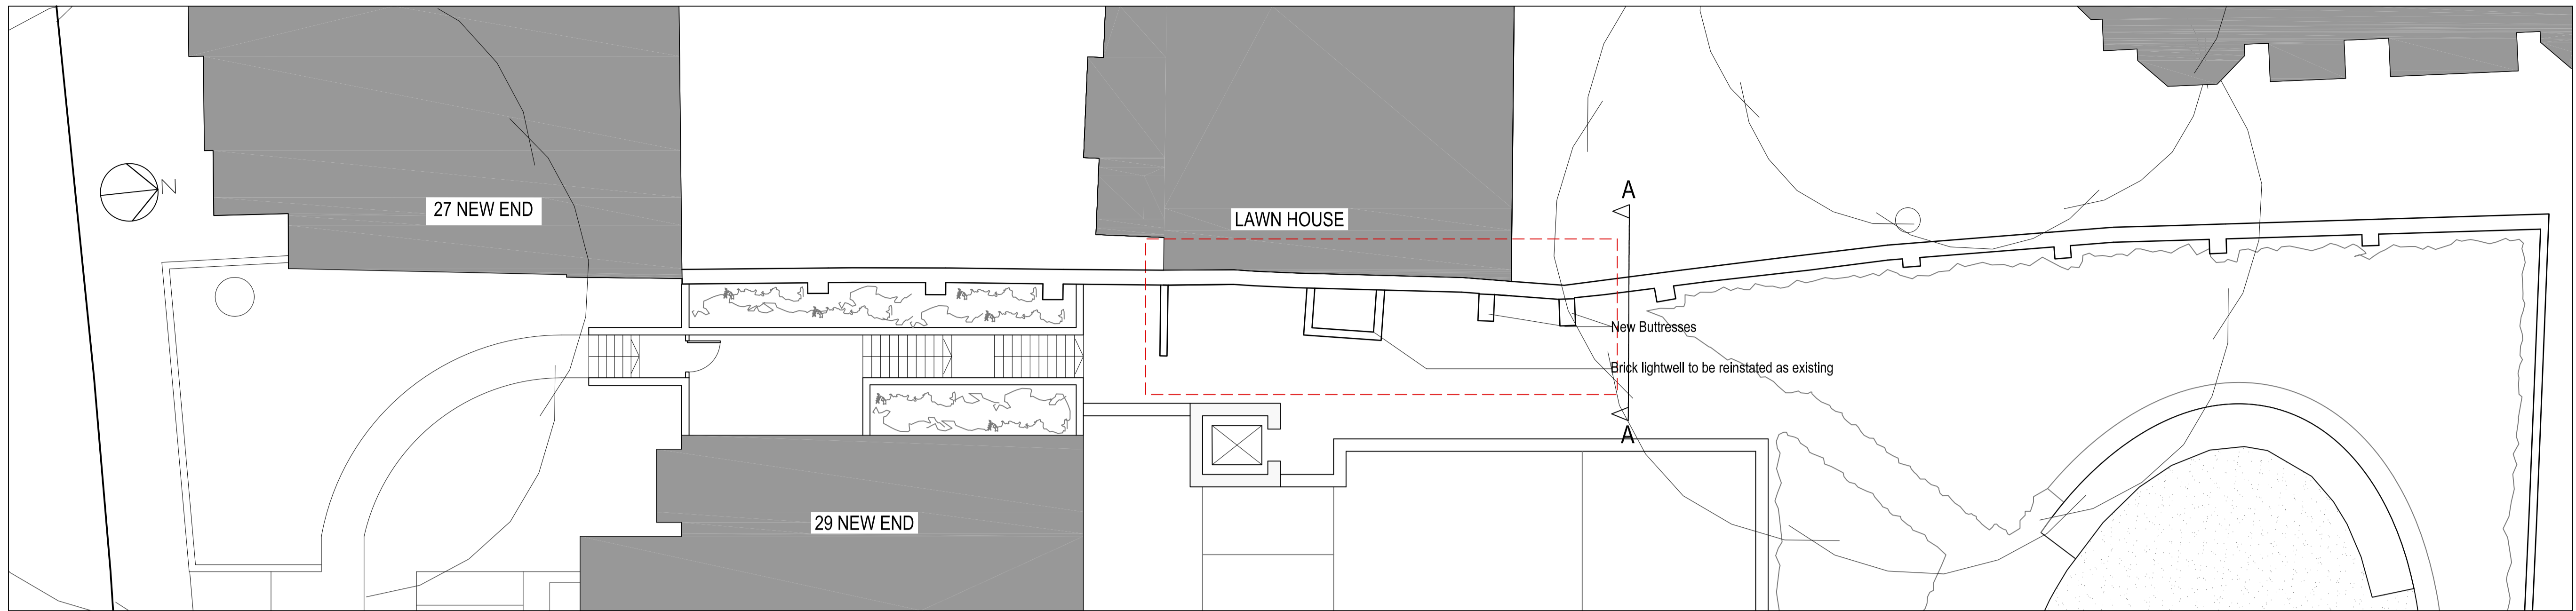 N
27 NEW END
LAWN HOUSE
A
New Buttresses
Brick lightwell to be reinstated as existing
A
29 NEW END